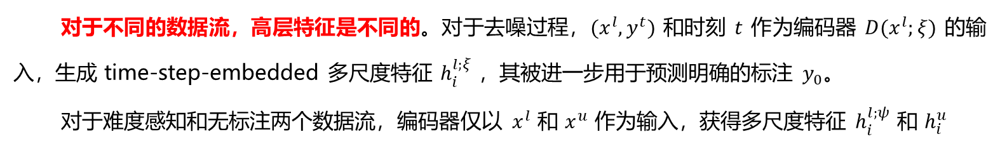 对于不同的数据流，高层特征是不同的。对于去噪过程，$(x^l, y^t)$ 和时刻 $t$ 作为编码器 $D(x^l; \xi)$ 的输
入，生成 time-step-embedded 多尺度特征 $h_i^{l;\xi}$ ，其被进一步用于预测明确的标注 $y_0$。
对于难度感知和无标注两个数据流，编码器仅以 $x^l$ 和 $x^u$ 作为输入，获得多尺度特征 $h_i^{l;\psi}$ 和 $h_i^u$